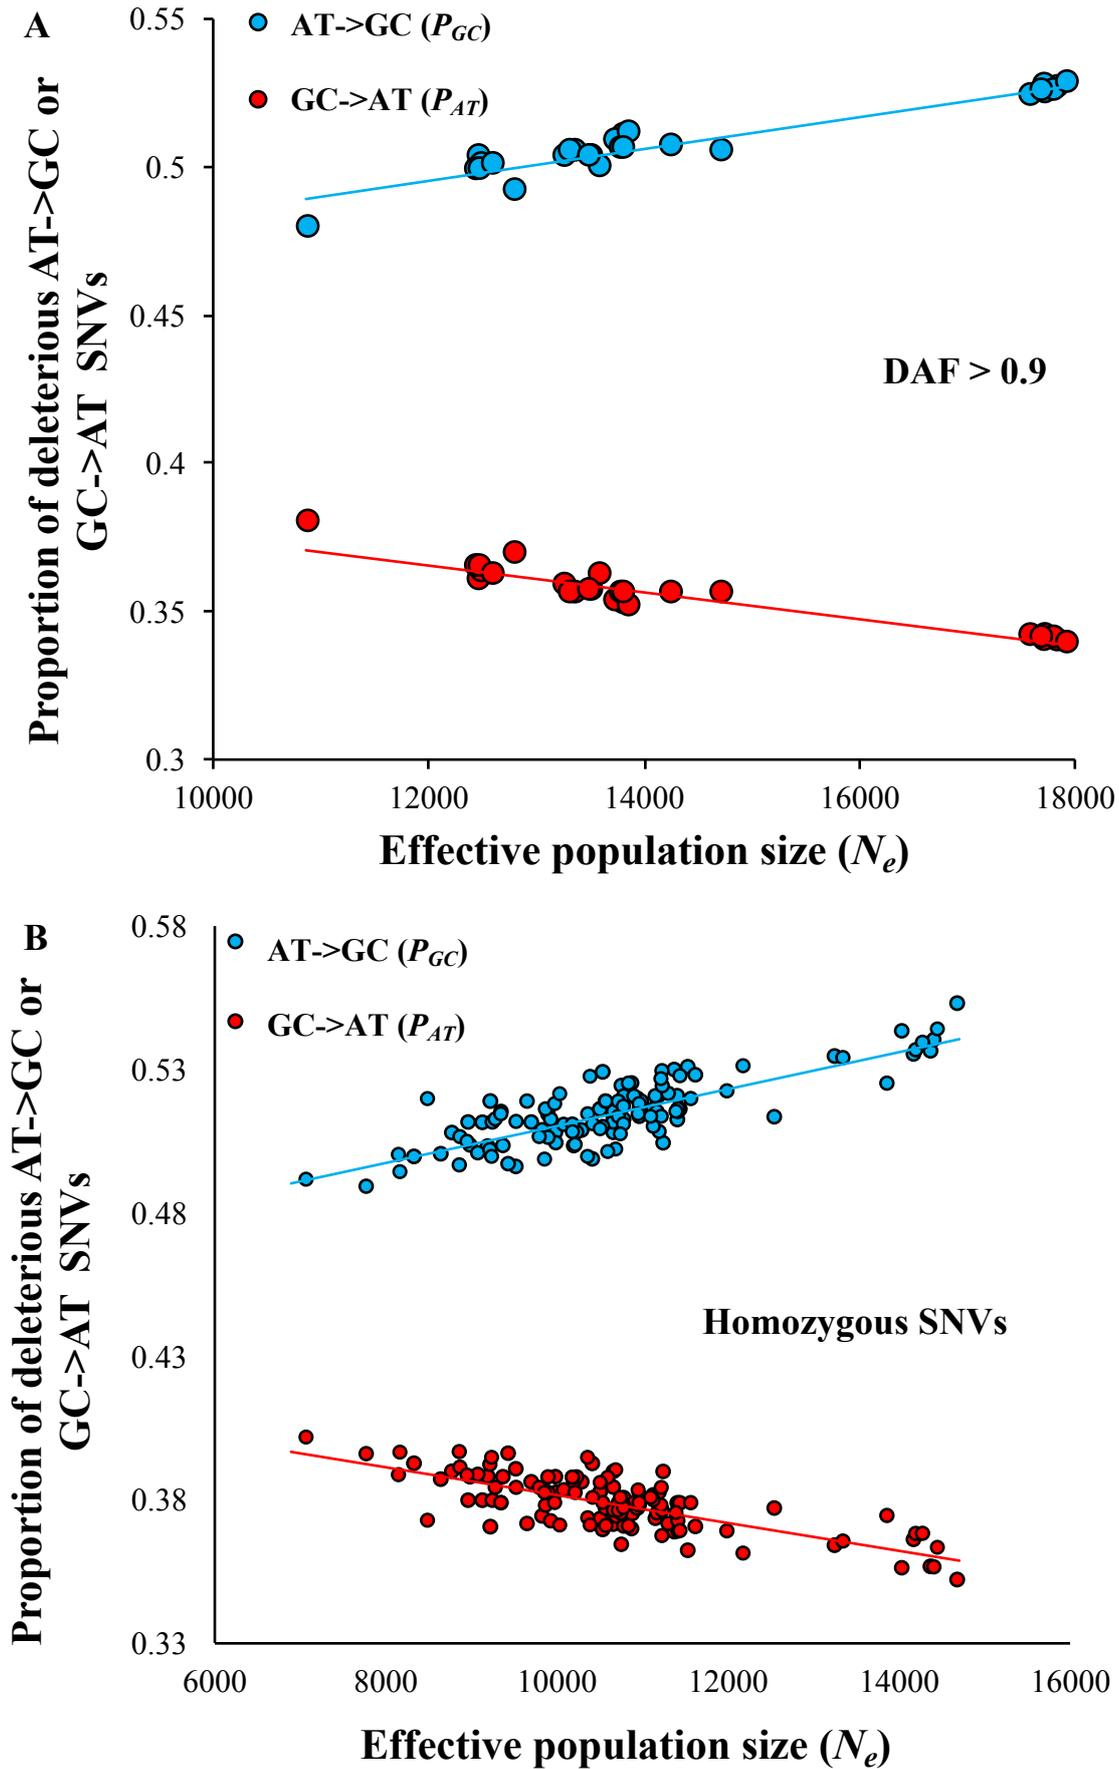 A
0.55
AT->GC (PGC)
GC->AT (PAT)
0.5
0.45
DAF > 0.9
0.4
0.35
0.3
10000 12000 14000 16000 18000
Effective population size (Ne)
Proportion of deleterious AT->GC or
GC->AT SNVs
B
0.58
AT->GC (PGC)
GC->AT (PAT)
0.53
0.48
Homozygous SNVs
0.43
0.38
0.33
6000 8000 10000 12000 14000 16000
Effective population size (Ne)
Proportion of deleterious AT->GC or
GC->AT SNVs